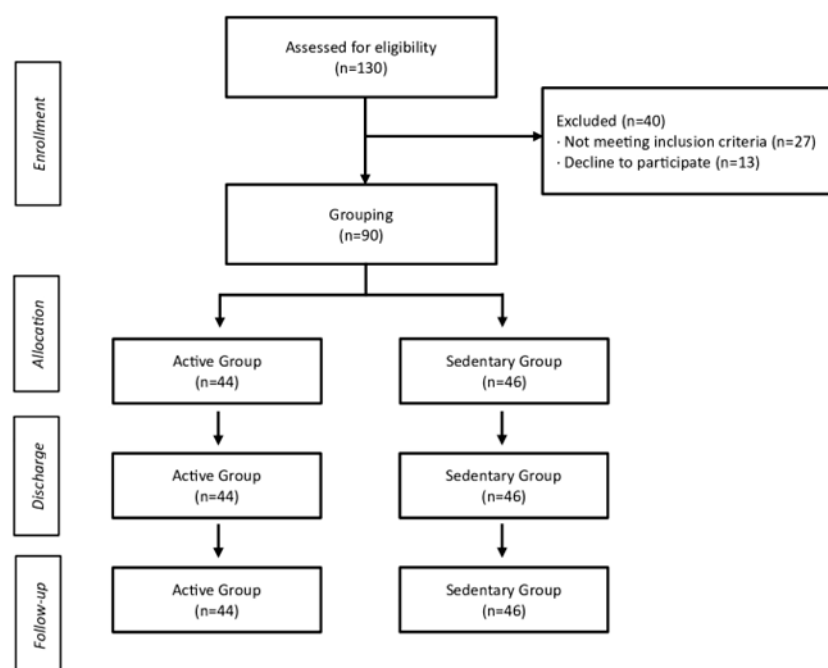 Assessed for eligibility
(n=130)
Enrollment
Excluded (n=40)
· Not meeting inclusion criteria (n=27)
· Decline to participate (n=13)
Grouping
(n=90)
Allocation
Active Group
(n=44)
Sedentary Group
(n=46)
Discharge
Active Group
(n=44)
Sedentary Group
(n=46)
Follow-up
Active Group
(n=44)
Sedentary Group
(n=46)